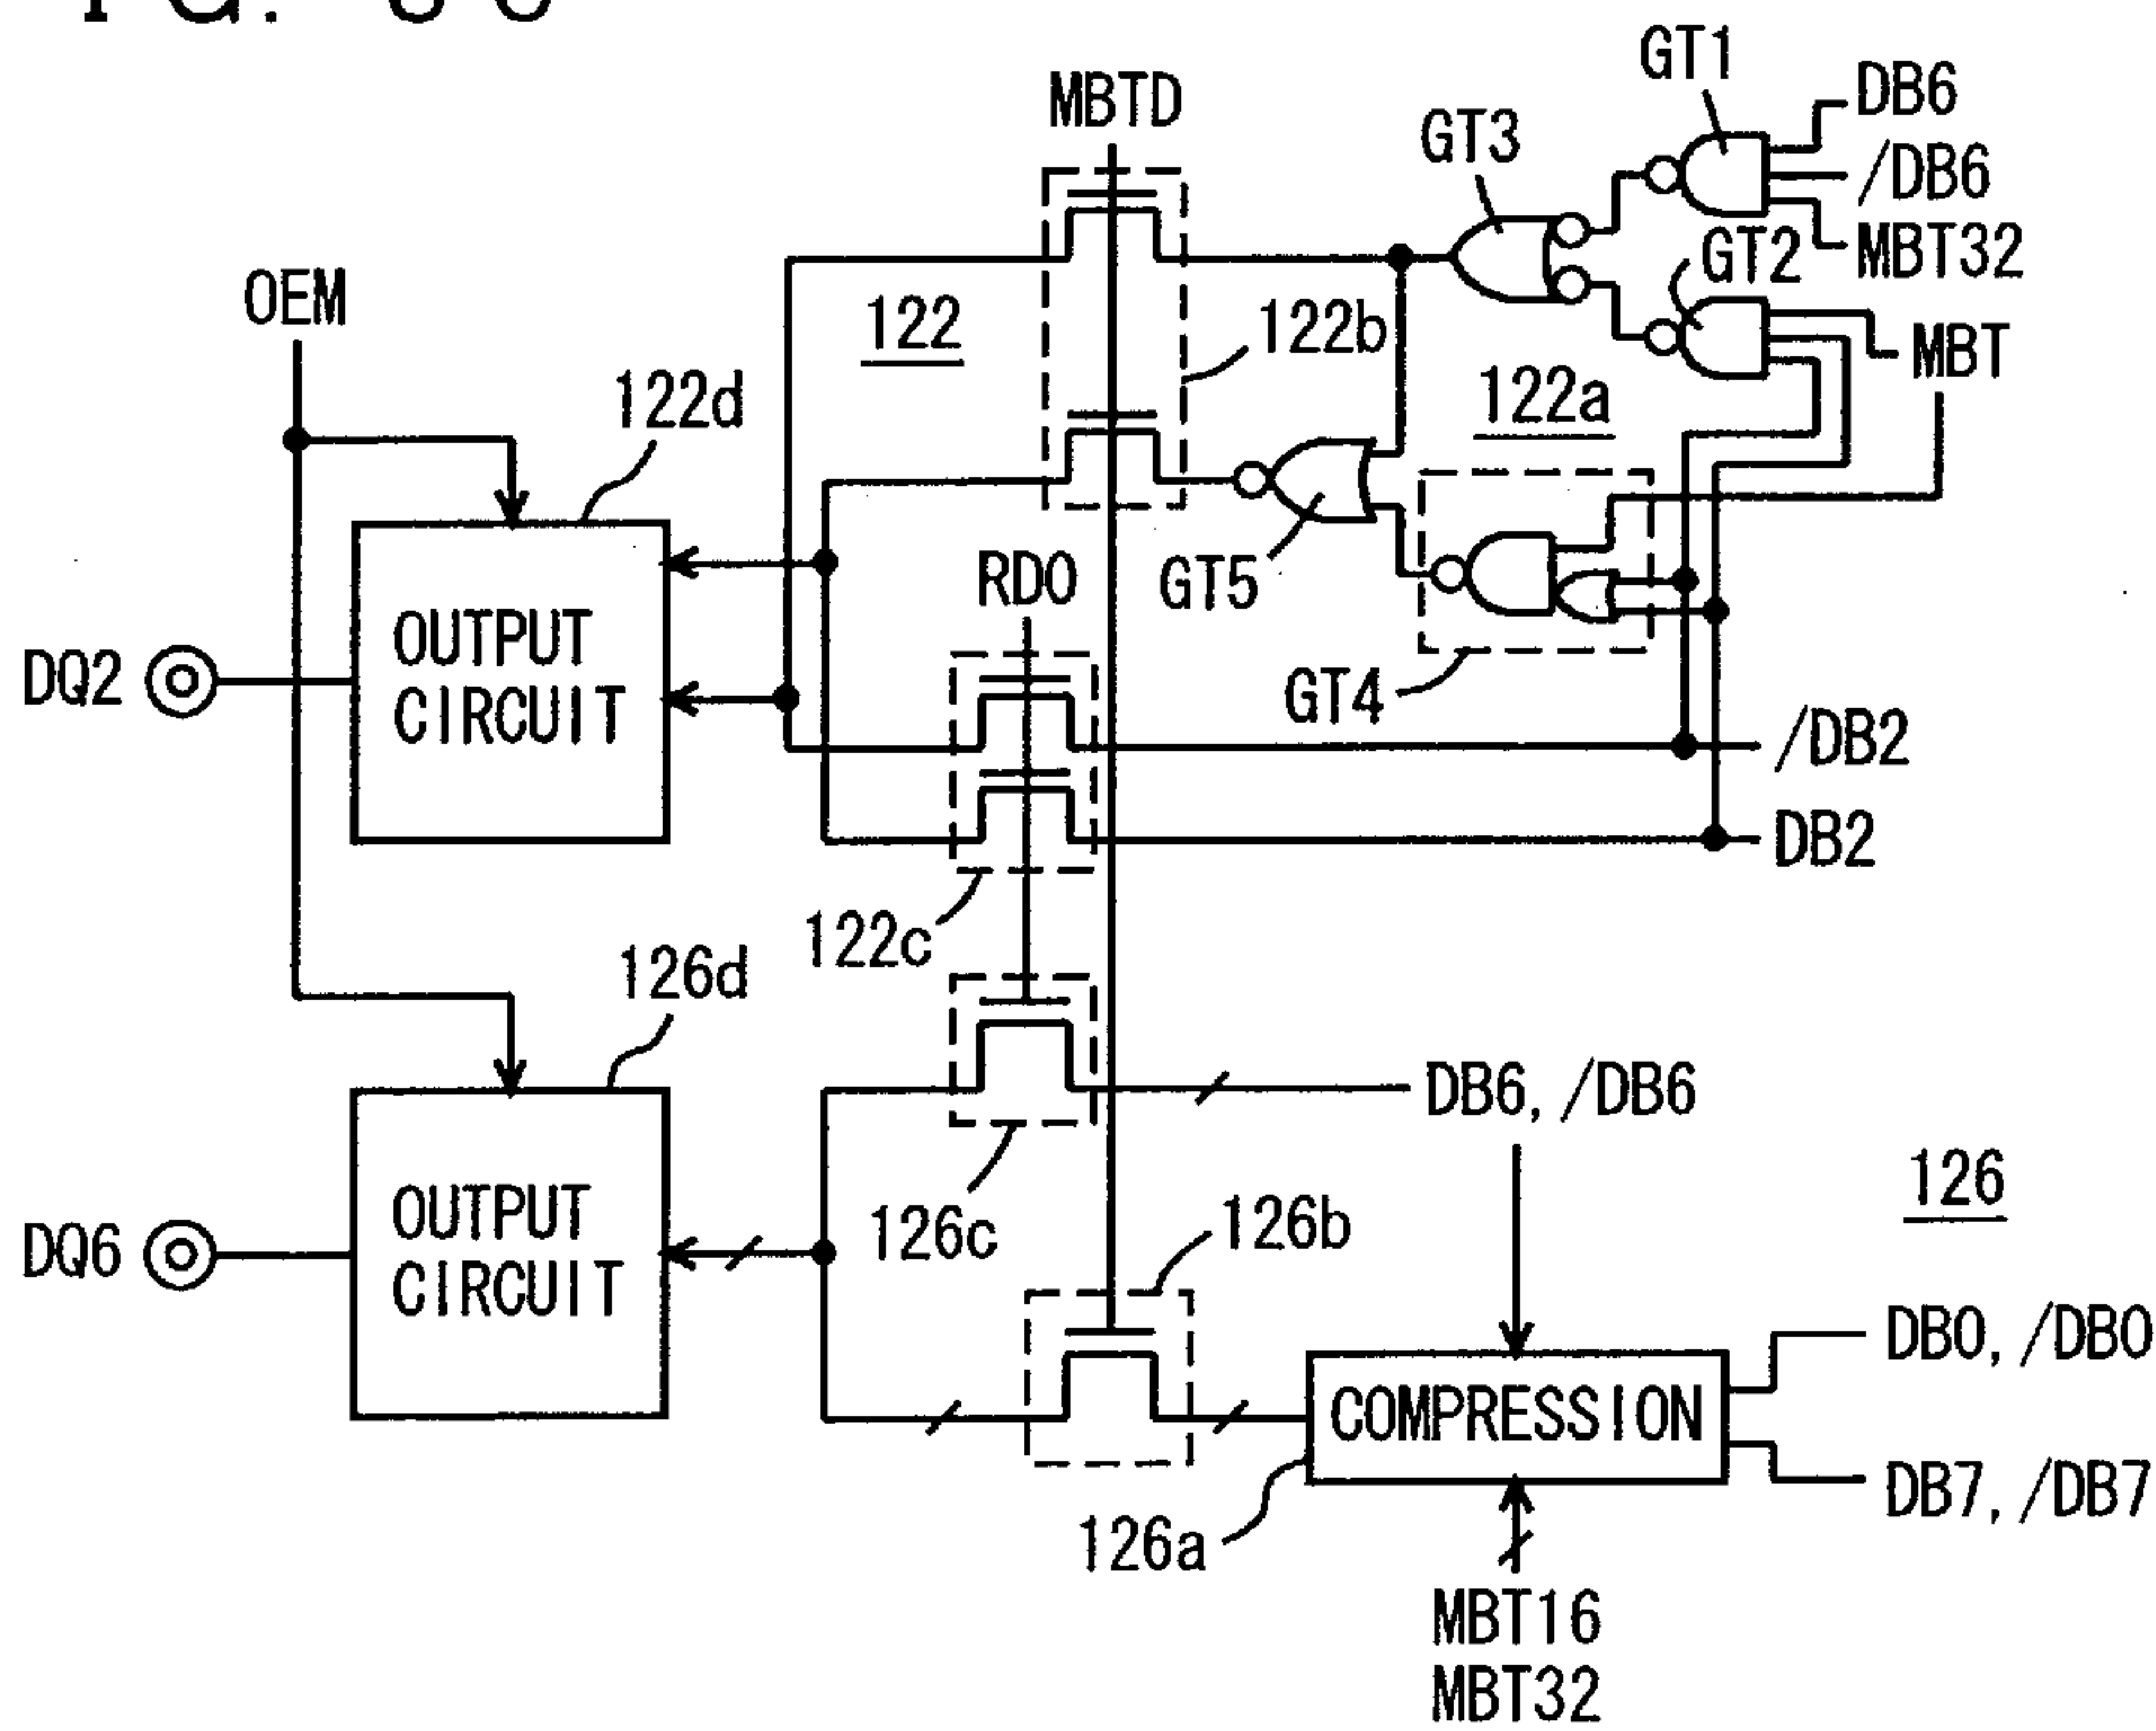 GT1
MBTD
DB6
GT3
/DB6
MBT32
GT2
OEM
122
122b
MBT
122d
122a
RDO
GT5
OUTPUT
CIRCUIT
DQ2
GT4
/DB2
DB2
122c
126d
DB6, /DB6
126
OUTPUT
CIRCUIT
126c
126b
DQ6
DB0, /DB0
COMPRESSION
DB7, /DB7
126a
MBT16
MBT32